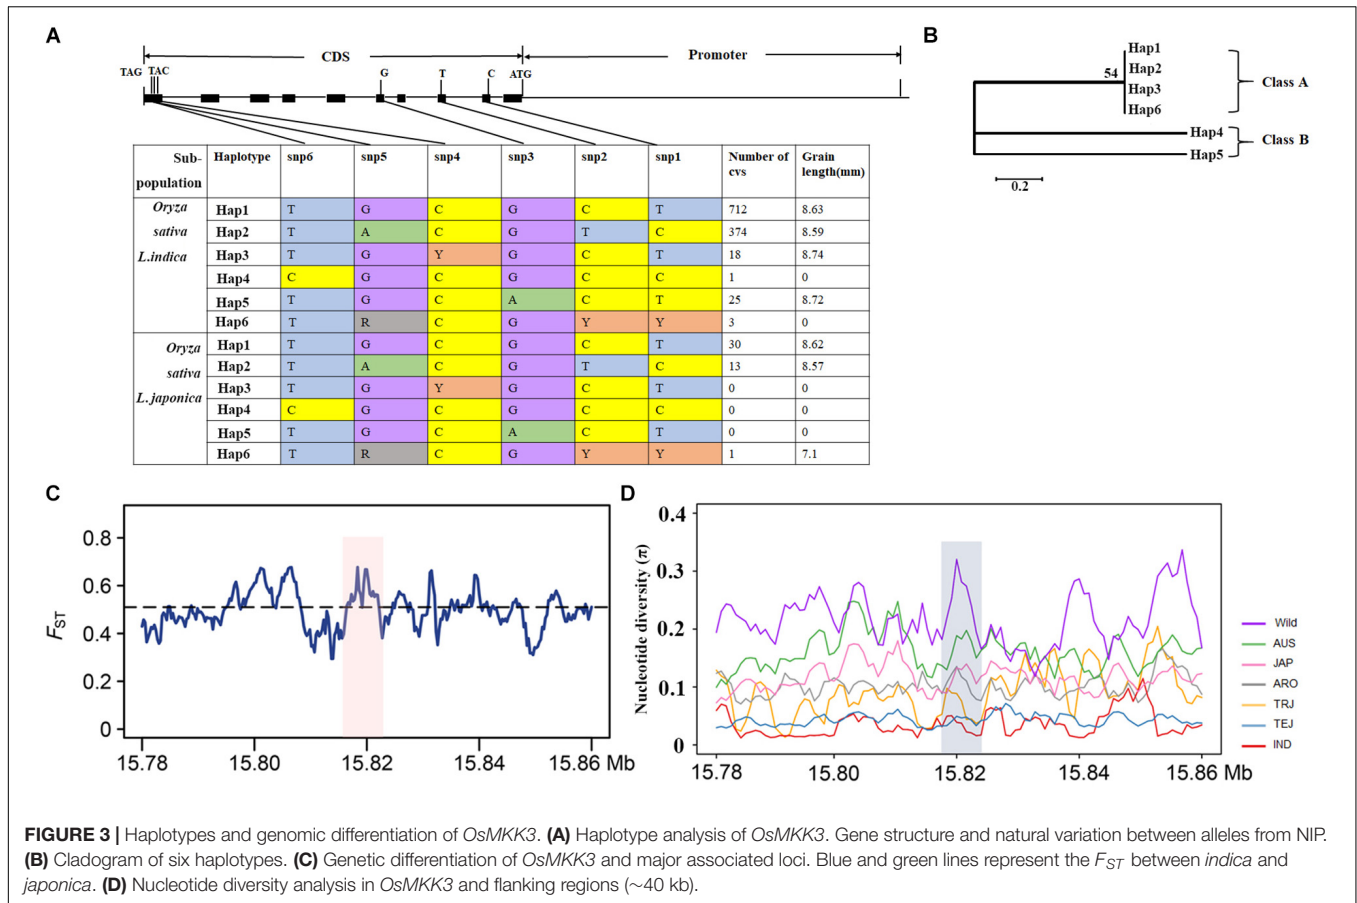 A
CDS
Promoter
TAG TAC G T C ATG
Sub-population Haplotype snp6 snp5 snp4 snp3 snp2 snp1 Number of cvs Grain length(mm)
Oryza sativa L.indica
Hap1 T G C G C T 712 8.63
Hap2 T A C G T C 374 8.59
Hap3 T G Y G C T 18 8.74
Hap4 C G C G C C 1 0
Hap5 T G C A C T 25 8.72
Hap6 T R C G Y Y 3 0
Oryza sativa L.japonica
Hap1 T G C G C T 30 8.62
Hap2 T A C G T C 13 8.57
Hap3 T G Y G C T 0 0
Hap4 C G C G C C 0 0
Hap5 T G C A C T 0 0
Hap6 T R C G Y Y 1 7.1
B
54
Hap1
Hap2
Hap3
Hap6
Class A
Hap4
Hap5
Class B
0.2
C
FST
0.8
0.6
0.4
0.2
0
15.78 15.80 15.82 15.84 15.86 Mb
D
Nucleotide diversity (π)
0.4
0.3
0.2
0.1
0
15.78 15.80 15.82 15.84 15.86 Mb
Wild
AUS
JAP
ARO
TRJ
TEJ
IND
FIGURE 3 | Haplotypes and genomic differentiation of OsMKK3. (A) Haplotype analysis of OsMKK3. Gene structure and natural variation between alleles from NIP.
(B) Cladogram of six haplotypes. (C) Genetic differentiation of OsMKK3 and major associated loci. Blue and green lines represent the FST between indica and
japonica. (D) Nucleotide diversity analysis in OsMKK3 and flanking regions (~40 kb).